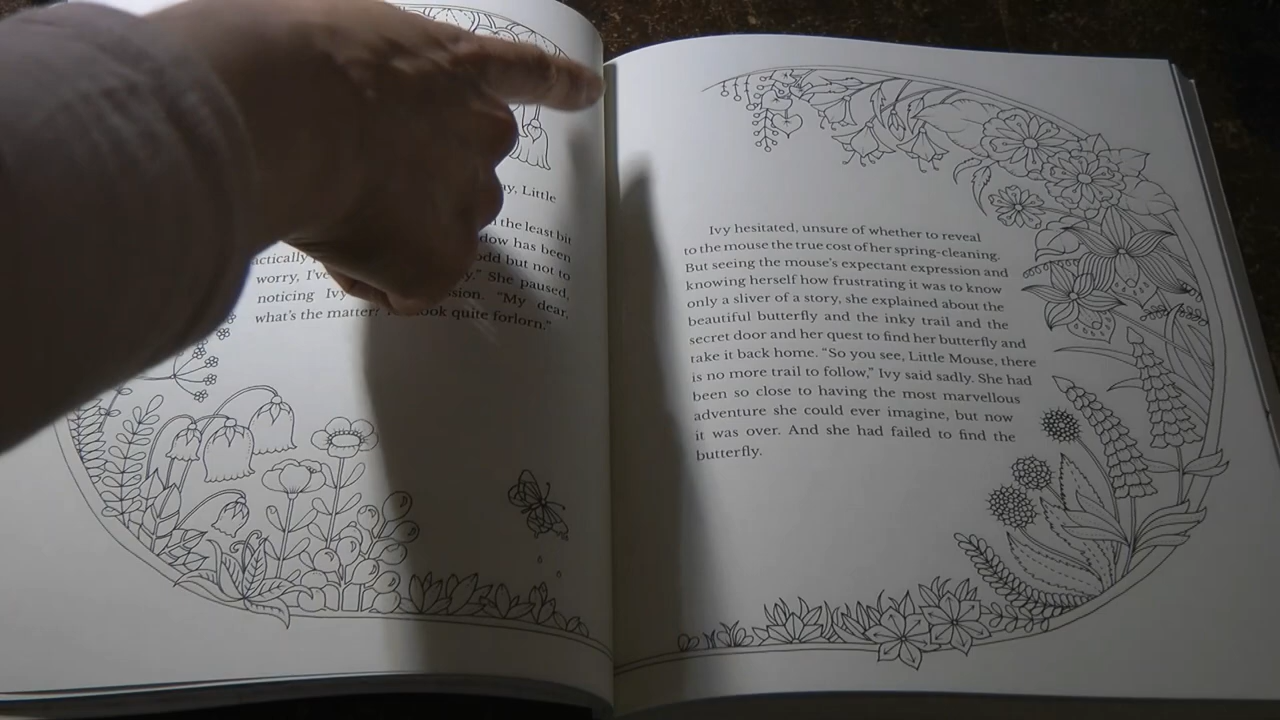 ay, Little
the least bit
dow has been
actically odd but not to
worry, I've y." She paused,
noticing Ivy sion. "My dear,
what's the matter? ook quite forlorn."
Ivy hesitated, unsure of whether to reveal
to the mouse the true cost of her spring-cleaning.
But seeing the mouse's expectant expression and
knowing herself how frustrating it was to know
only a sliver of a story, she explained about the
beautiful butterfly and the inky trail and the
secret door and her quest to find her butterfly and
take it back home. "So you see, Little Mouse, there
is no more trail to follow," Ivy said sadly. She had
been so close to having the most marvellous
adventure she could ever imagine, but now
it was over. And she had failed to find the
butterfly.